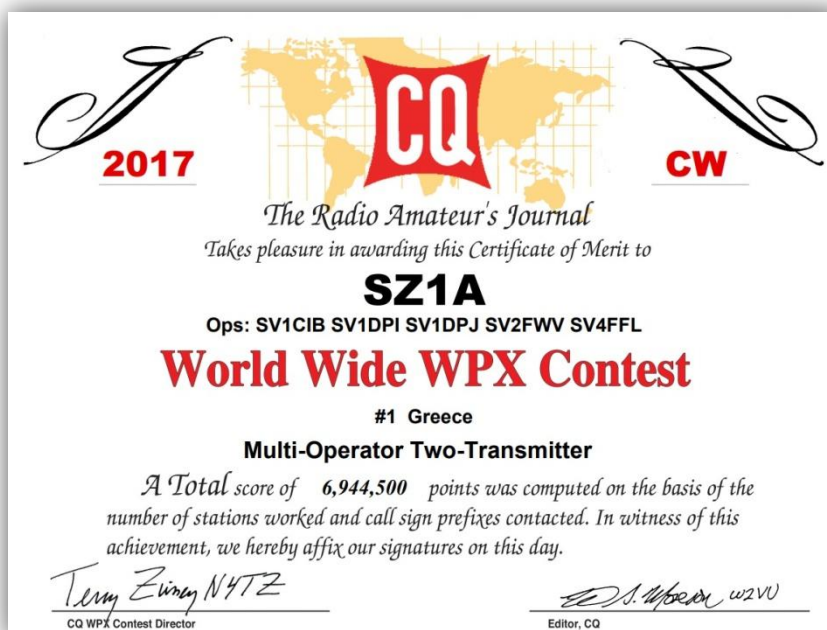 2017
CQ
CW
The Radio Amateur's Journal
Takes pleasure in awarding this Certificate of Merit to
SZ1A
Ops: SV1CIB SV1DPI SV1DPJ SV2FWV SV4FFL
World Wide WPX Contest
#1 Greece
Multi-Operator Two-Transmitter
A Total score of 6,944,500 points was computed on the basis of the
number of stations worked and call sign prefixes contacted. In witness of this
achievement, we hereby affix our signatures on this day.
Terry N4TZ
S. W2VU
CQ WPX Contest Director
Editor, CQ